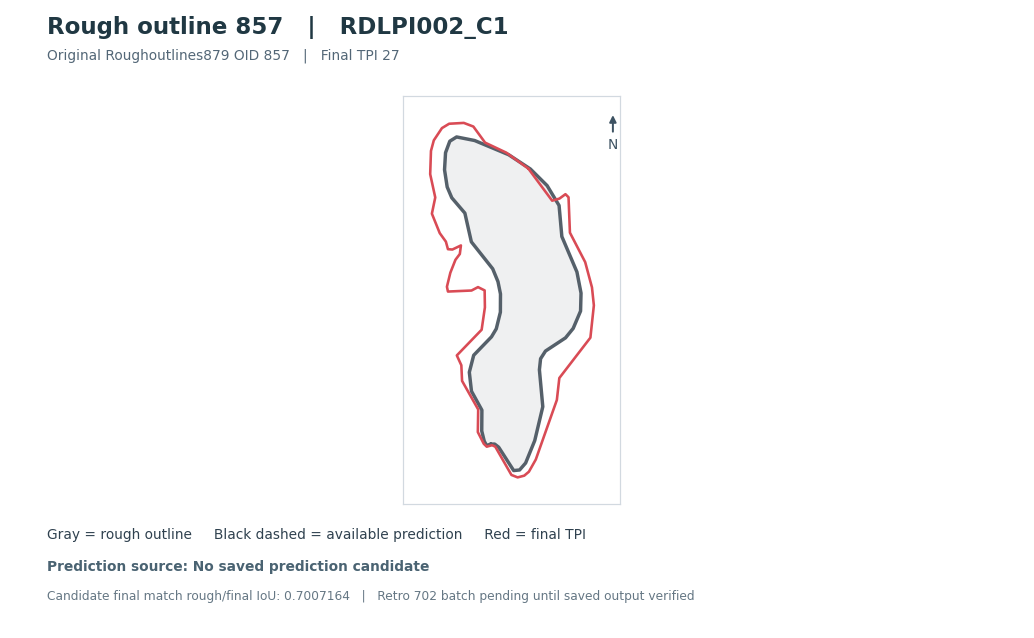 Rough outline 857   |   RDLPI002_C1
Original Roughoutlines879 OID 857   |   Final TPI 27
N
Gray = rough outline     Black dashed = available prediction     Red = final TPI
Prediction source: No saved prediction candidate
Candidate final match rough/final IoU: 0.7007164   |   Retro 702 batch pending until saved output verified